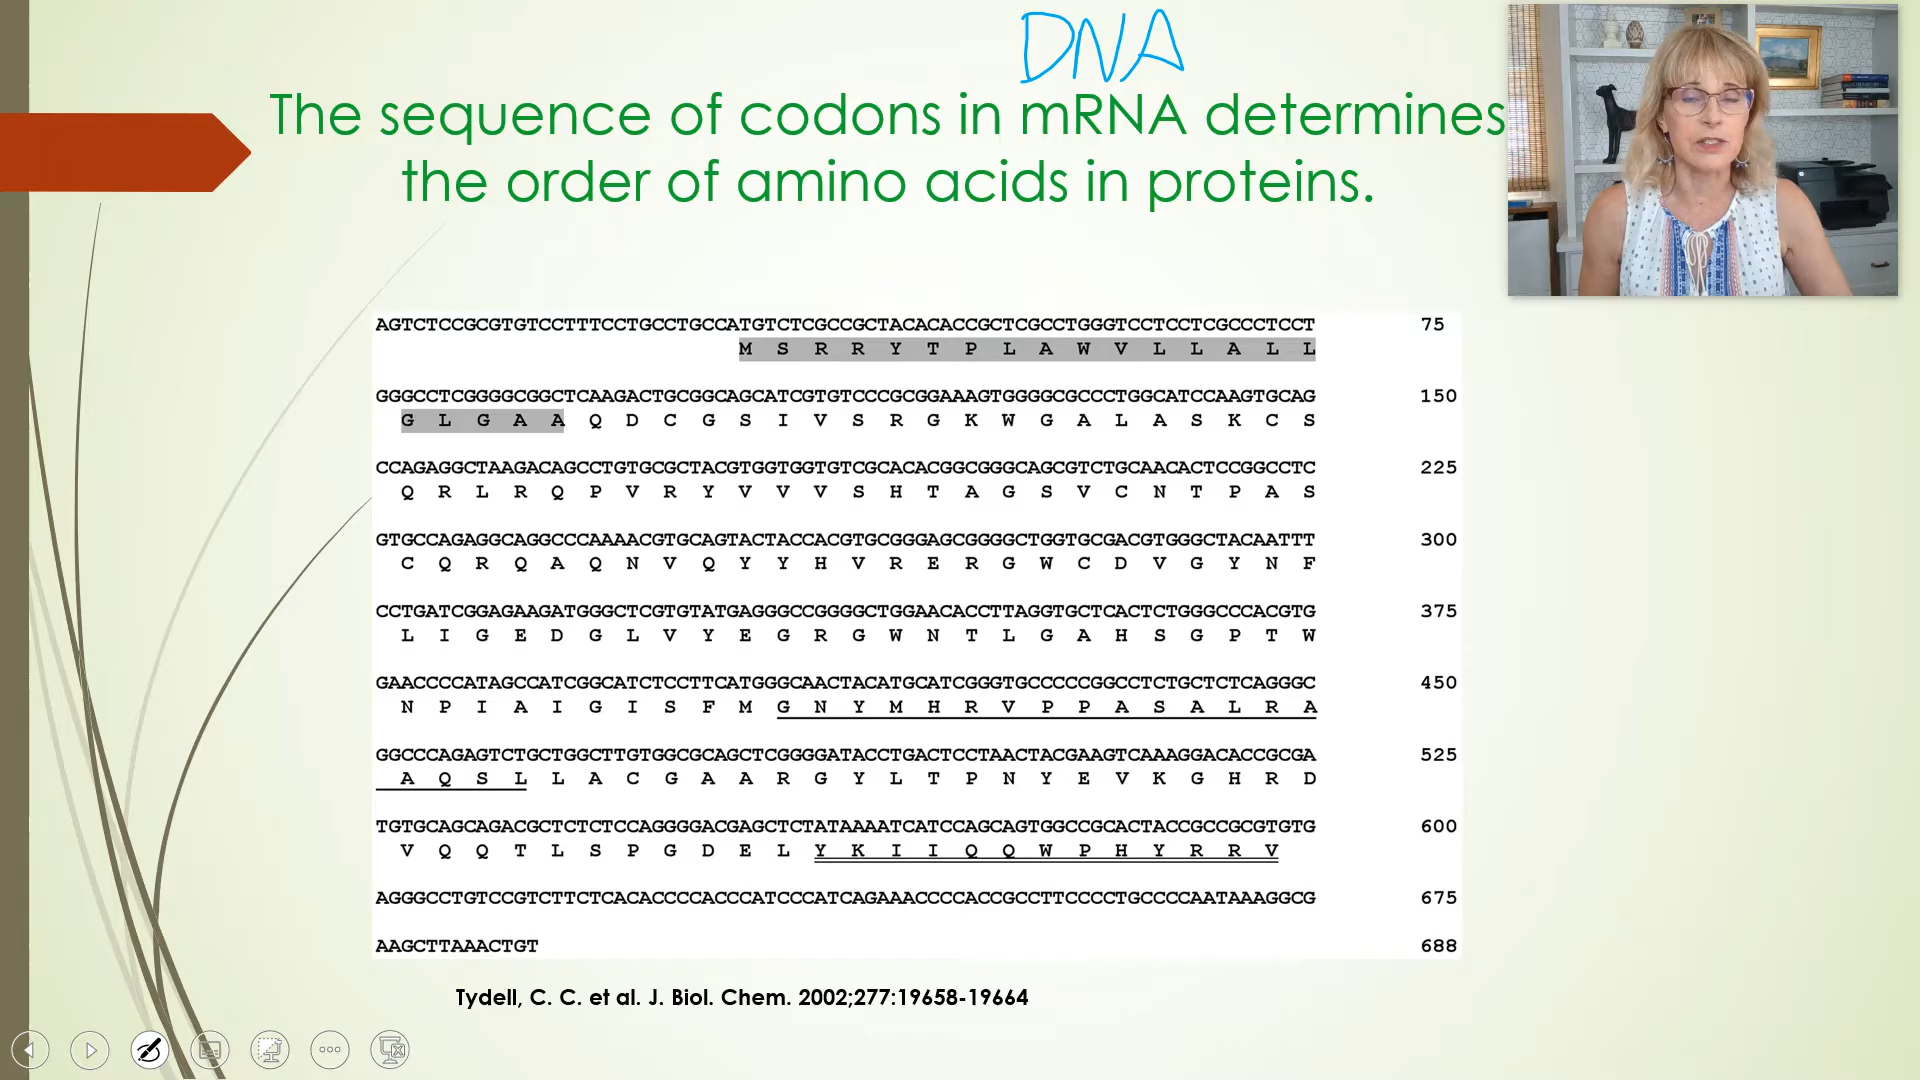 DNA
The sequence of codons in mRNA determines
the order of amino acids in proteins.
AGTCTCCGCGTGTCCTTTCCTGCCTGCCATGTCTCGCCGCTACACACCGCTCGCCTGGGTCCTCCTCGCCCTCCT 75
M S R R Y T P L A W V L L A L L
GGGCCTCGGGGCGGCTCAAGACTGCGGCAGCATCGTGTCCCGCGGAAAGTGGGGCGCCCTGGCATCCAAGTGCAG 150
G L G A A Q D C G S I V S R G K W G A L A S K C S
CCAGAGGCTAAGACAGCCTGTGCGCTACGTGGTGGTGTCGCACACGGCGGGCAGCGTCTGCAACACTCCGGCCTC 225
Q R L R Q P V R Y V V V S H T A G S V C N T P A S
GTGCCAGAGGCAGGCCCAAAACGTGCAGTACTACCACGTGCGGGAGCGGGGCTGGTGCGACGTGGGCTACAATTT 300
C Q R Q A Q N V Q Y Y H V R E R G W C D V G Y N F
CCTGATCGGAGAAGATGGGCTCGTGTATGAGGGCCGGGGCTGGAACACCTTAGGTGCTCACTCTGGGCCCACGTG 375
L I G E D G L V Y E G R G W N T L G A H S G P T W
GAACCCCATAGCCATCGGCATCTCCTTCATGGGCAACTACATGCATCGGGTGCCCCCGGCCTCTGCTCTCAGGGC 450
N P I A I G I S F M G N Y M H R V P P A S A L R A
GGCCCAGAGTCTGCTGGCTTGTGGCGCAGCTCGGGGATACCTGACTCCTAACTACGAAGTCAAAGGACACCGCGA 525
A Q S L L A C G A A R G Y L T P N Y E V K G H R D
TGTGCAGCAGACGCTCTCTCCAGGGGACGAGCTCTATAAAATCATCCAGCAGTGGCCGCACTACCGCCGCGTGTG 600
V Q Q T L S P G D E L Y K I I Q Q W P H Y R R V
AGGGCCTGTCCGTCTTCTCACACCCCACCCATCCCATCAGAAACCCCACCGCCTTCCCCTGCCCCAATAAAGGCG 675
AAGCTTAAACTGT 688
Tydell, C. C. et al. J. Biol. Chem. 2002;277:19658-19664